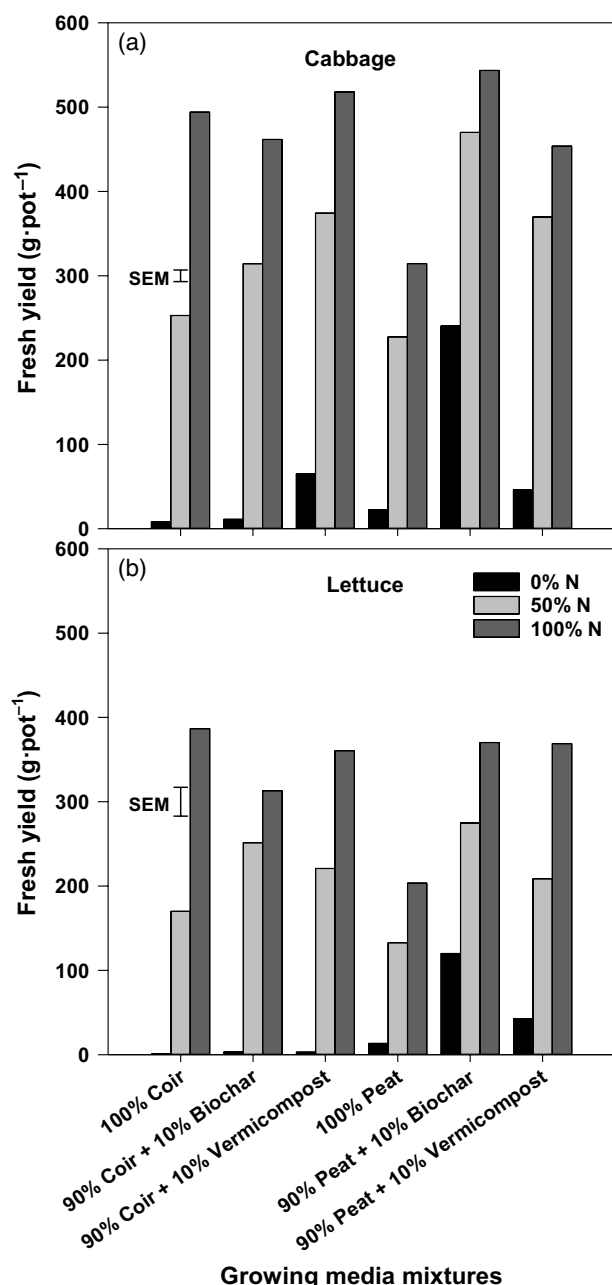 (a)
Cabbage
600
500
400
300
200
100
0
SEM
Fresh yield (g·pot⁻¹)
(b)
Lettuce
0% N
50% N
100% N
600
500
400
300
200
100
0
SEM
Fresh yield (g·pot⁻¹)
100% Coir
90% Coir + 10% Biochar
90% Coir + 10% Vermicompost
100% Peat
90% Peat + 10% Biochar
90% Peat + 10% Vermicompost
Growing media mixtures